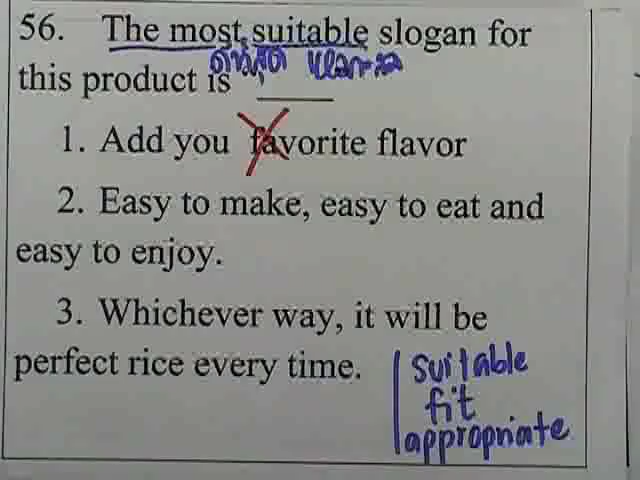 56. The most suitable slogan for
this product is ______
1. Add you favorite flavor
2. Easy to make, easy to eat and
easy to enjoy.
3. Whichever way, it will be
perfect rice every time.
suitable
fit
appropriate